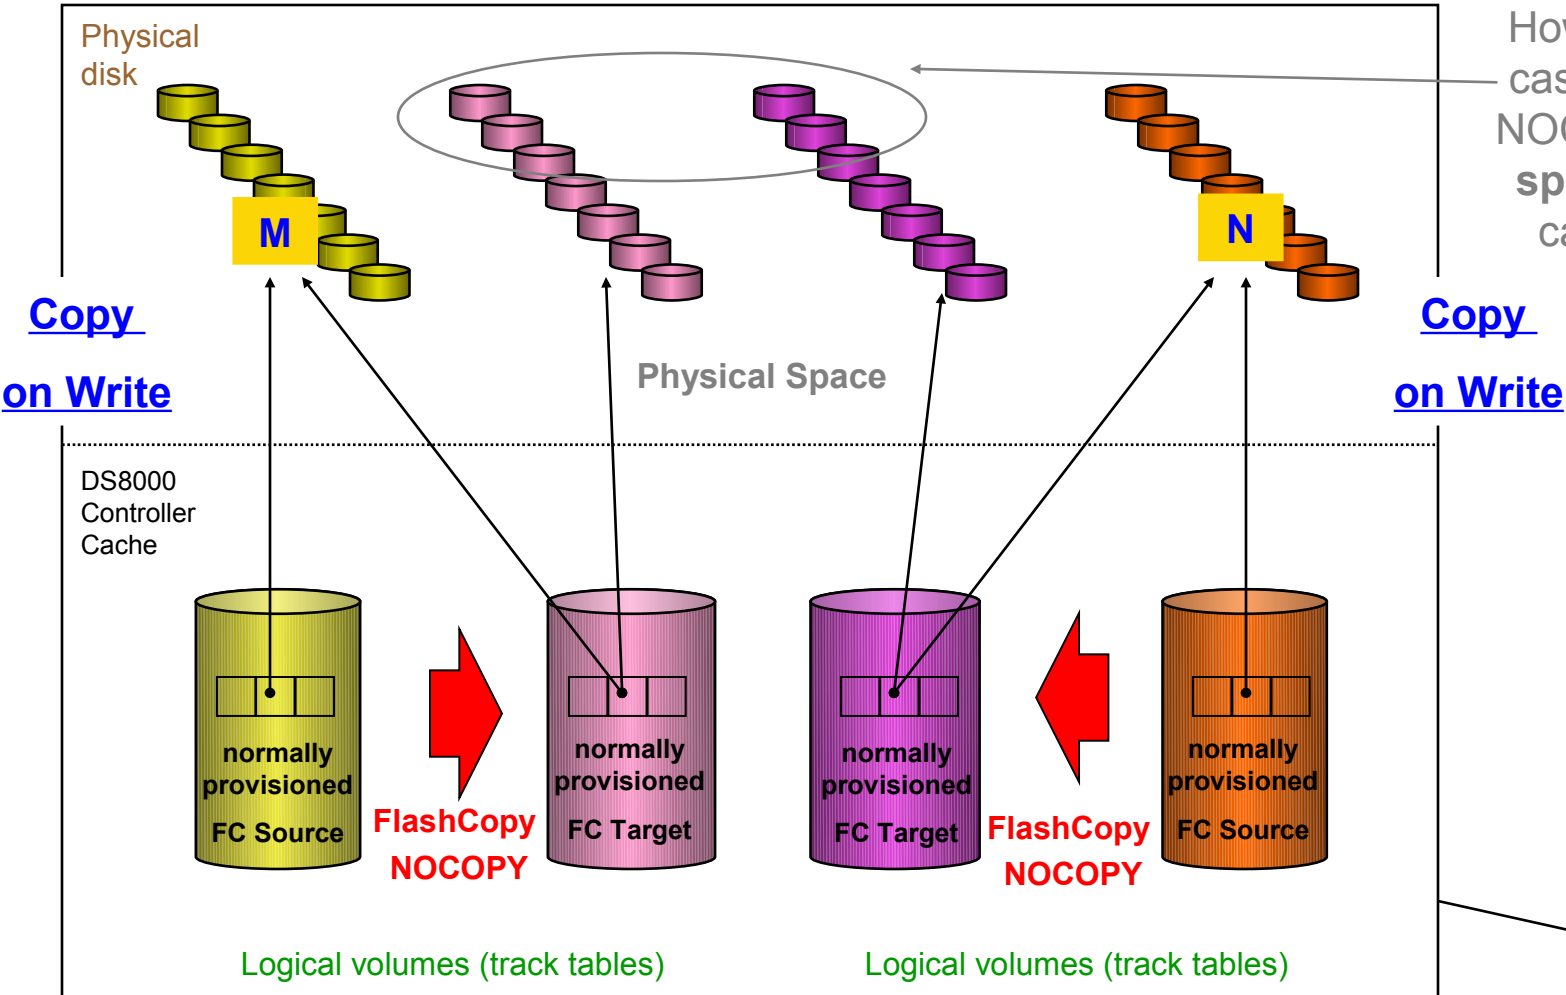 Physical
disk
M
N
Copy
on Write
Copy
on Write
Physical Space
DS8000
Controller
Cache
normally
provisioned
FC Source
FlashCopy
NOCOPY
normally
provisioned
FC Target
normally
provisioned
FC Target
FlashCopy
NOCOPY
normally
provisioned
FC Source
Logical volumes (track tables)
Logical volumes (track tables)